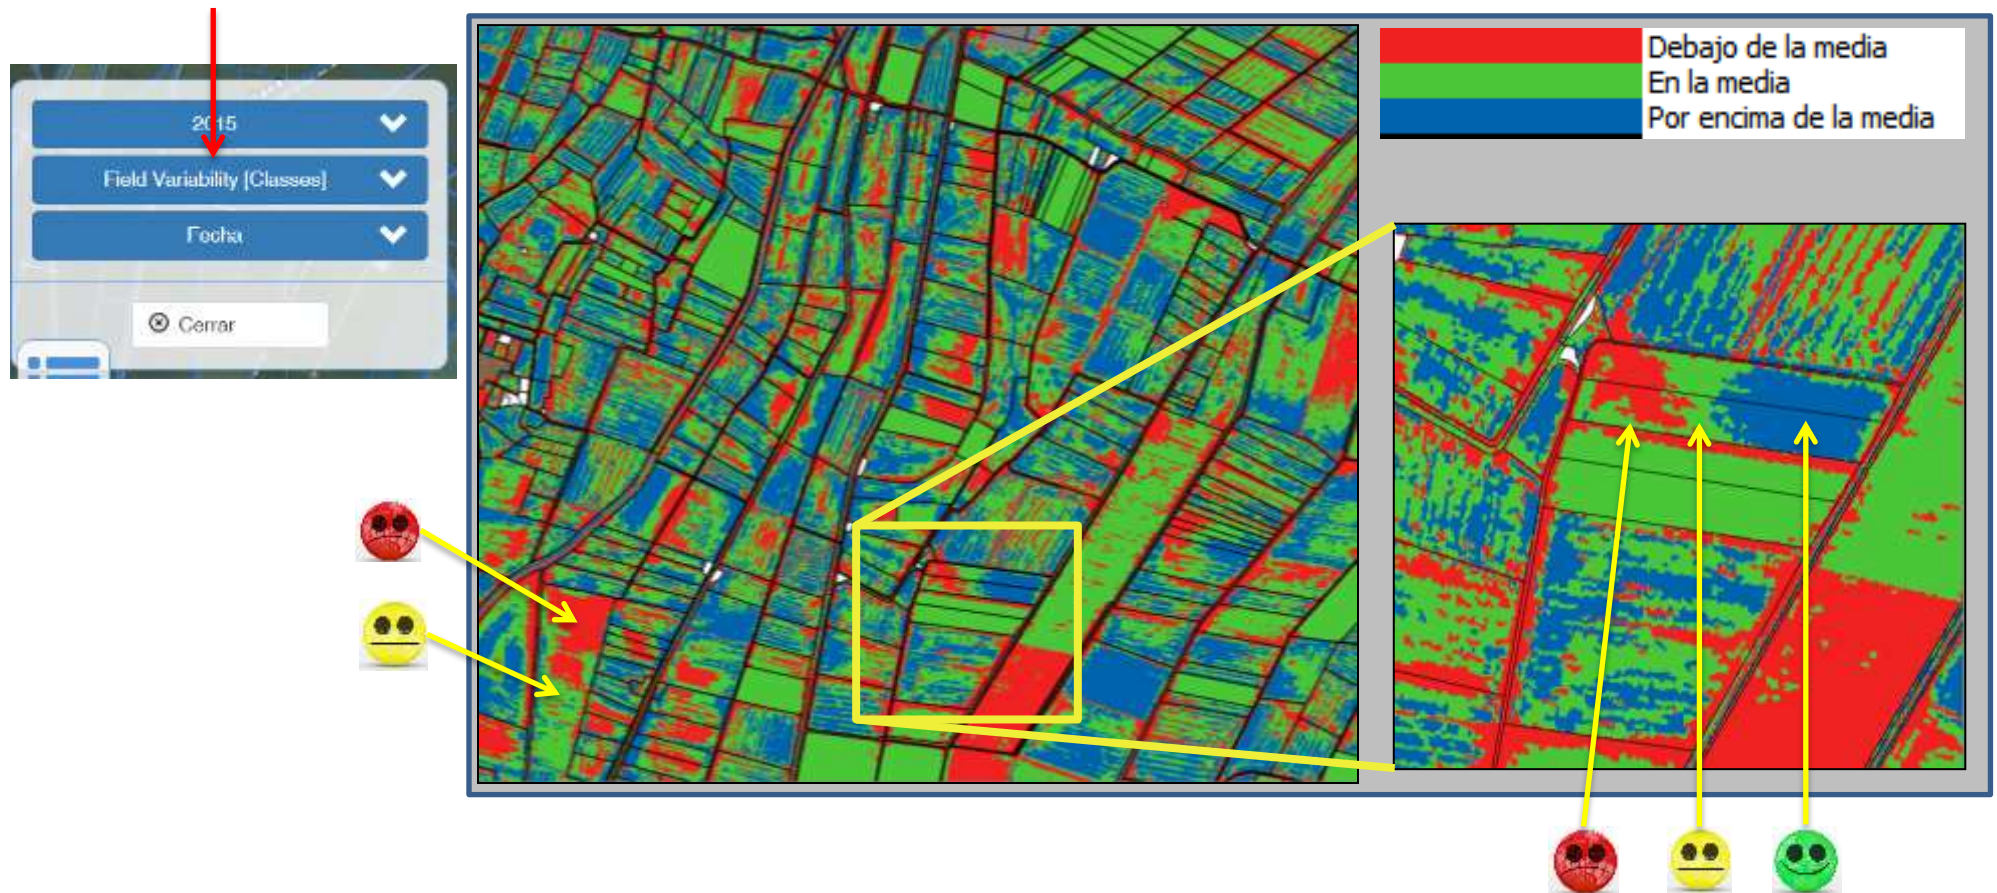 2015
Field Variability [Classes]
Fecha
Cerrar
Debajo de la media
En la media
Por encima de la media